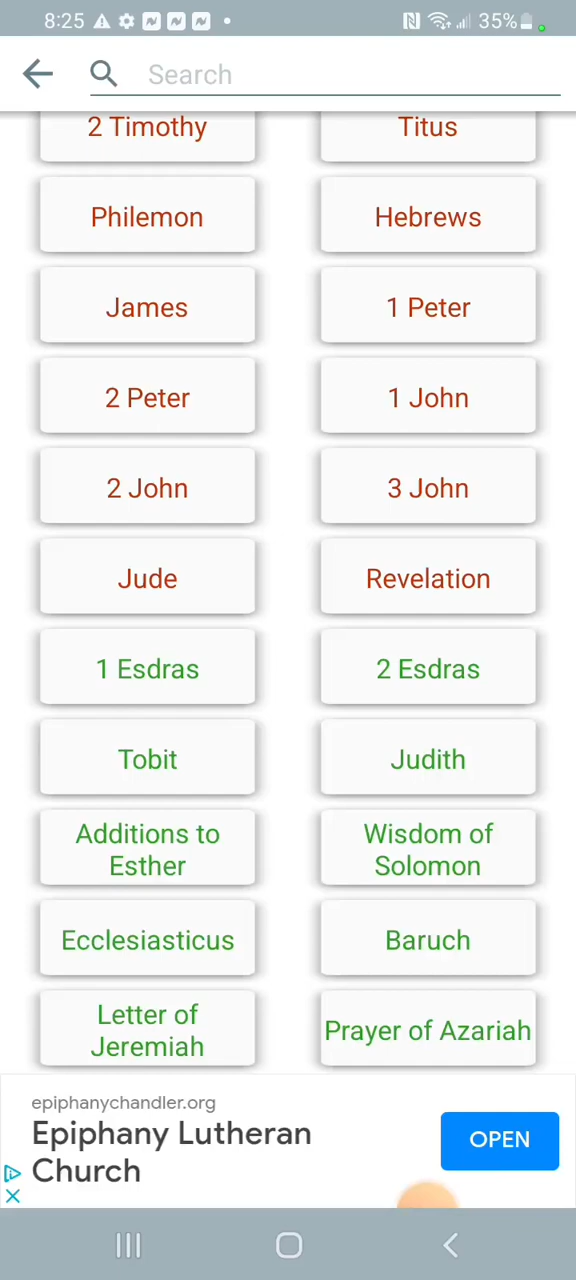 8:25
35%
Search
2 Timothy
Titus
Philemon
Hebrews
James
1 Peter
2 Peter
1 John
2 John
3 John
Jude
Revelation
1 Esdras
2 Esdras
Tobit
Judith
Additions to
Esther
Wisdom of
Solomon
Ecclesiasticus
Baruch
Letter of
Jeremiah
Prayer of Azariah
epiphanychandler.org
Epiphany Lutheran
Church
OPEN